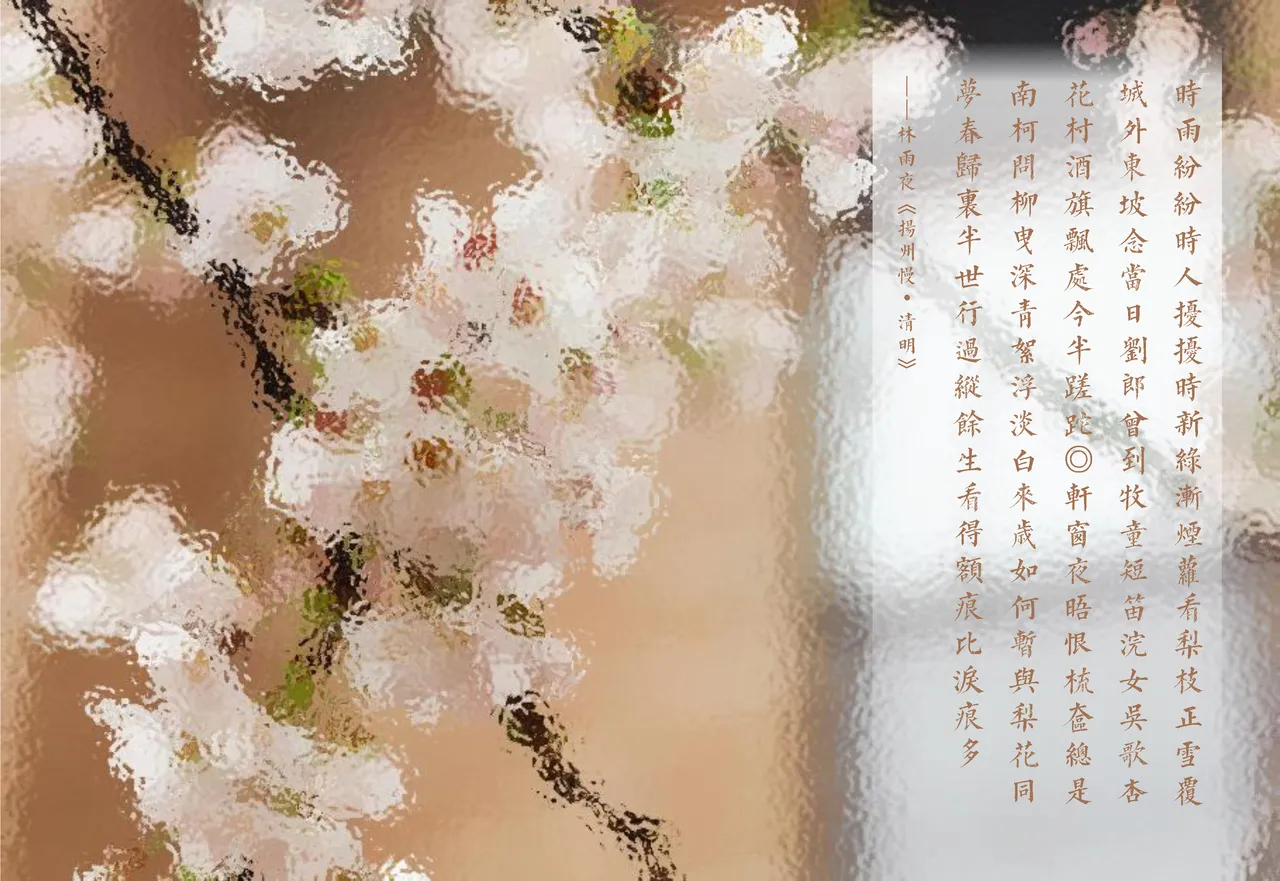 時雨紛紛時人擾擾時新綠漸煙蘿看梨枝正雪覆
城外東坡念當日劉郎曾到牧童短笛浣女吳歌杏
花村酒旗飄處今半蹉跎◎軒窗夜晤恨梳奩總是
南柯問柳曳深青絮浮淡白來歲如何暫與梨花同
夢春歸裏半世行過縱餘生看得額痕比淚痕多
——林雨夜《揚州慢•清明》